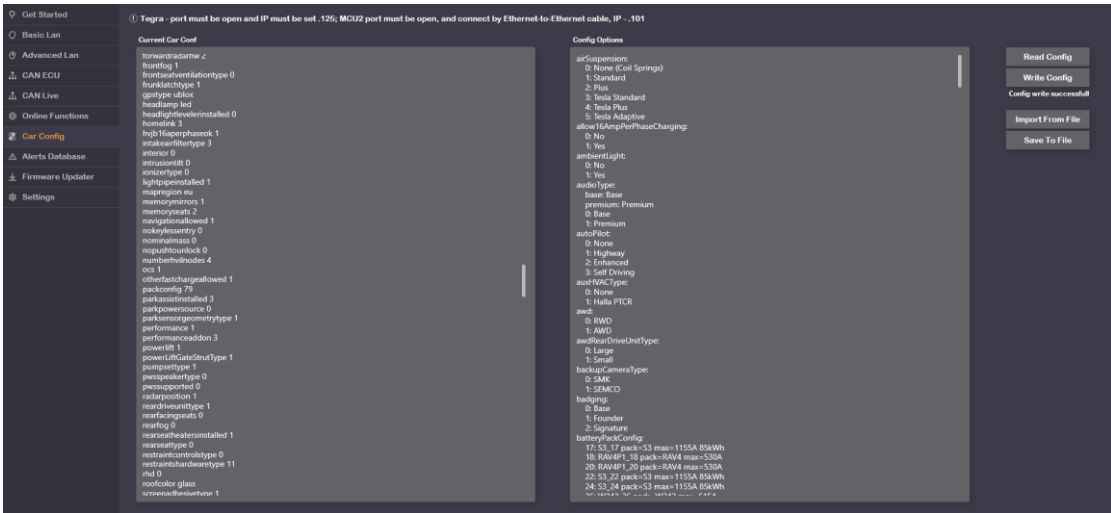 Get Started
Basic Lan
Advanced Lan
CAN ECU
CAN Live
Online Functions
Car Config
Alerts Database
Firmware Updater
Settings
Tegra - port must be open and IP must be set .125; MCU2 port must be open, and connect by Ethernet-to-Ethernet cable, IP - .101
Current Car Conf
forwardradarhw 2
frontfog 1
frontseatventilationtype 0
frunklatchtype 1
gpstype ublox
headlamp led
headlightlevelerinstalled 0
homelink 3
hvjb16aperphaseok 1
intakeairfiltertype 3
interior 0
intrusiontilt 0
ionizertype 0
lightpipeinstalled 1
mapregion eu
memorymirrors 1
memoryseats 2
navigationallowed 1
nokeylessentry 0
nominalmass 0
nopushtounlock 0
numberhvilnodes 4
ocs 1
otherfastchargeallowed 1
packconfig 79
parkassistinstalled 3
parkpowersource 0
parksensorgeometrytype 1
performance 1
performanceaddon 3
powerlift 1
powerLiftGateStrutType 1
pumpsettype 1
pwsspeakertype 0
pwssupported 0
radarposition 1
reardriveunittype 1
rearfacingseats 0
rearfog 0
rearseatheatersinstalled 1
rearseattype 0
restraintcontrolstype 0
restraintshardwaretype 11
rhd 0
roofcolor glass
screenadhesivetype 1
Config Options
airSuspension:
0: None (Coil Springs)
1: Standard
2: Plus
3: Tesla Standard
4: Tesla Plus
5: Tesla Adaptive
allow16AmpPerPhaseCharging:
0: No
1: Yes
ambientLight:
0: No
1: Yes
audioType:
base: Base
premium: Premium
0: Base
1: Premium
autoPilot:
0: None
1: Highway
2: Enhanced
3: Self Driving
auxHVACType:
0: None
1: Halla PTCR
awd:
0: RWD
1: AWD
awdRearDriveUnitType:
0: Large
1: Small
backupCameraType:
0: SMK
1: SEMCO
badging:
0: Base
1: Founder
2: Signature
batteryPackConfig:
17: S3_17 pack=S3 max=1155A 85kWh
18: RAV4P1_18 pack=RAV4 max=530A
20: RAV4P1_20 pack=RAV4 max=530A
22: S3_22 pack=S3 max=1155A 85kWh
24: S3_24 pack=S3 max=1155A 85kWh
Read Config
Write Config
Config write successfull
Import From File
Save To File